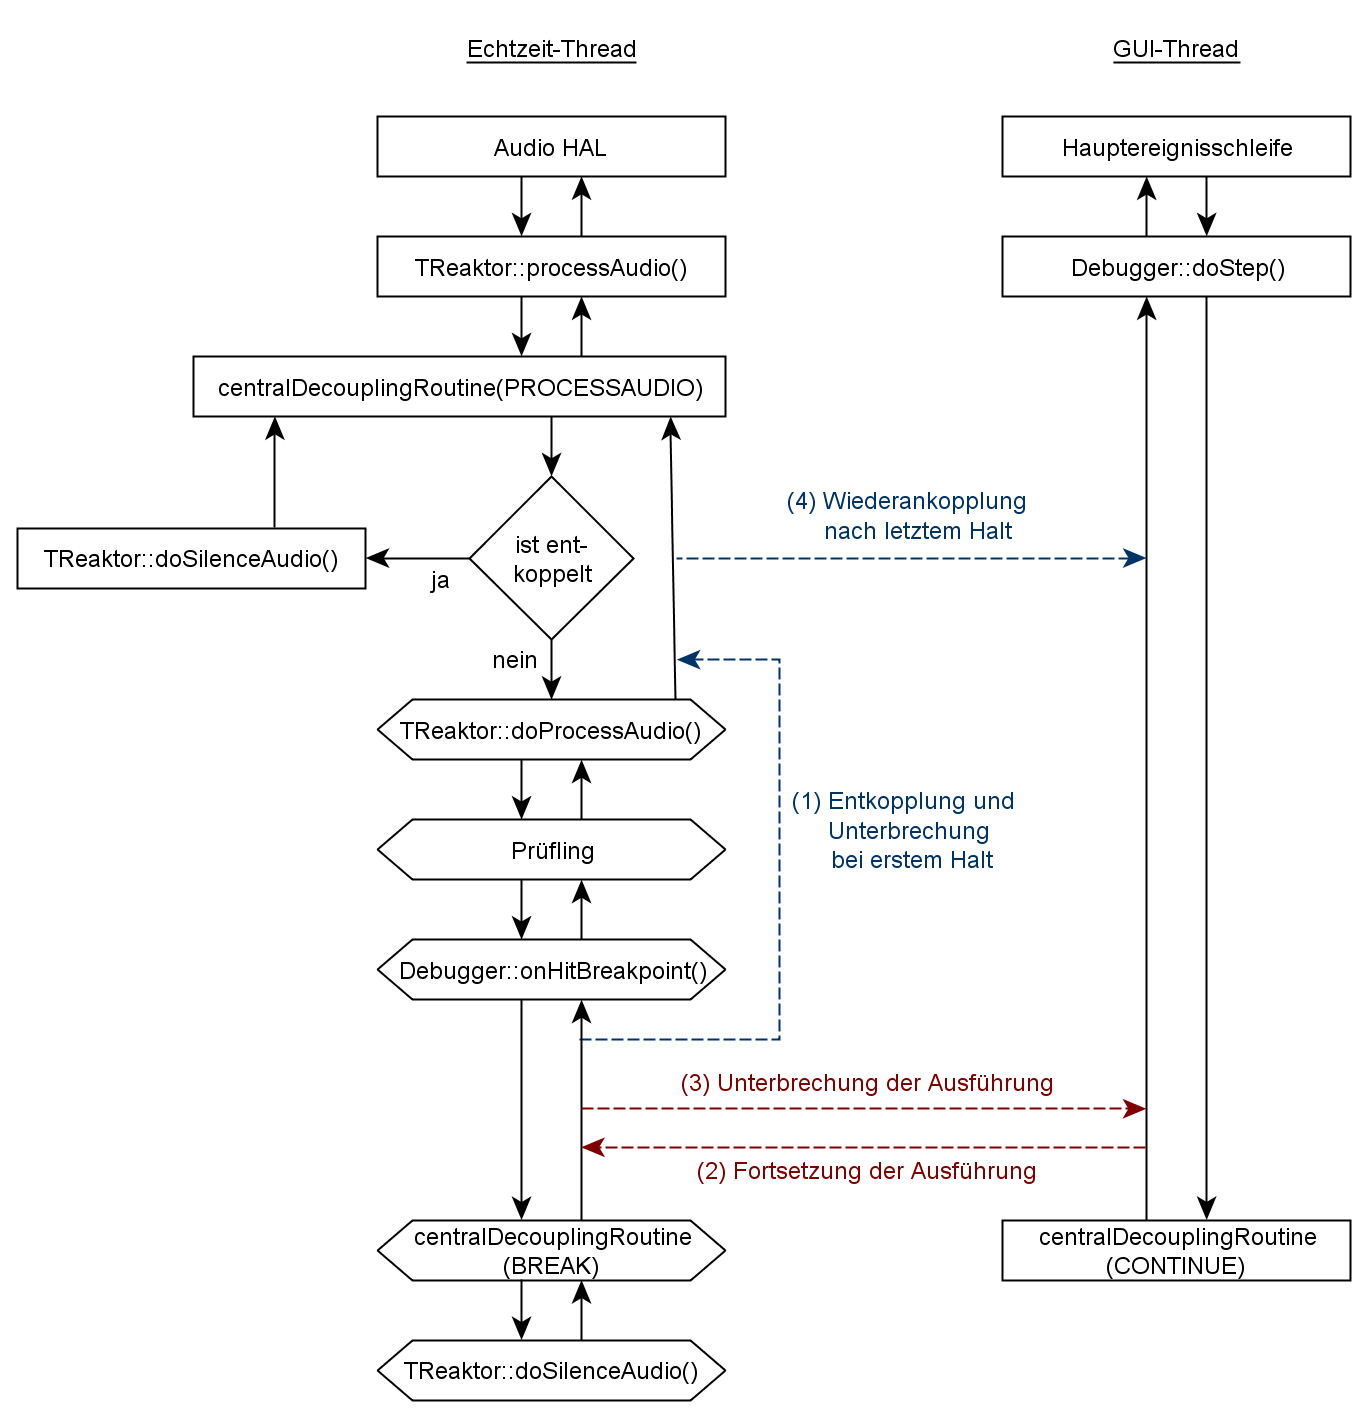 Echtzeit-Thread
GUI-Thread
Audio HAL
Hauptereignisschleife
TReaktor::processAudio()
Debugger::doStep()
centralDecouplingRoutine(PROCESSAUDIO)
(4) Wiederankopplung
nach letztem Halt
ist ent-
koppelt
TReaktor::doSilenceAudio()
ja
nein
TReaktor::doProcessAudio()
(1) Entkopplung und
Unterbrechung
bei erstem Halt
Prüfling
Debugger::onHitBreakpoint()
(3) Unterbrechung der Ausführung
(2) Fortsetzung der Ausführung
centralDecouplingRoutine
(BREAK)
centralDecouplingRoutine
(CONTINUE)
TReaktor::doSilenceAudio()